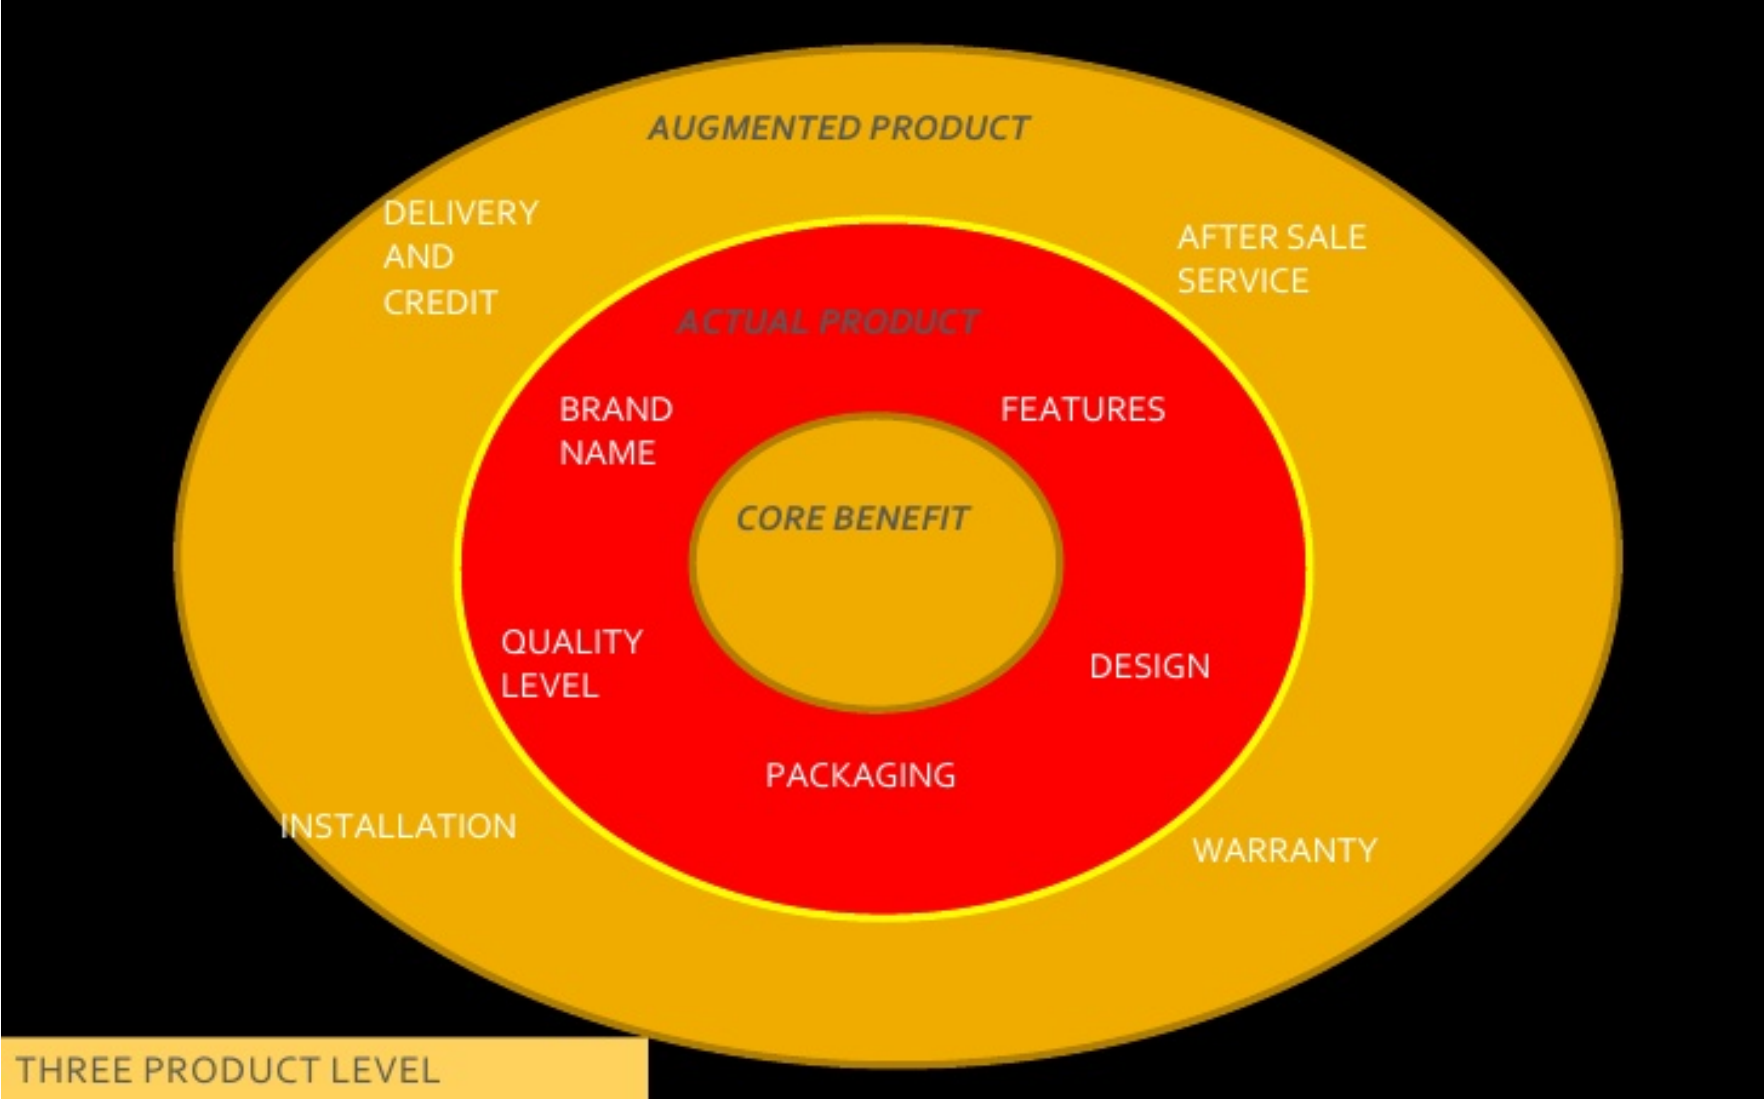 AUGMENTED PRODUCT
DELIVERY
AND
CREDIT
AFTER SALE
SERVICE
ACTUAL PRODUCT
BRAND
NAME
FEATURES
CORE BENEFIT
QUALITY
LEVEL
DESIGN
PACKAGING
INSTALLATION
WARRANTY
THREE PRODUCT LEVEL